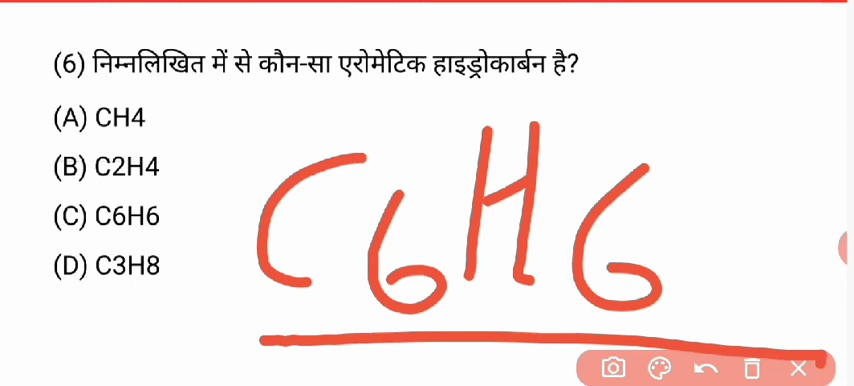 (6) निम्नलिखित में से कौन-सा एरोमेटिक हाइड्रोकार्बन है?
(A) CH4
(B) C2H4
(C) C6H6
(D) C3H8
C6H6